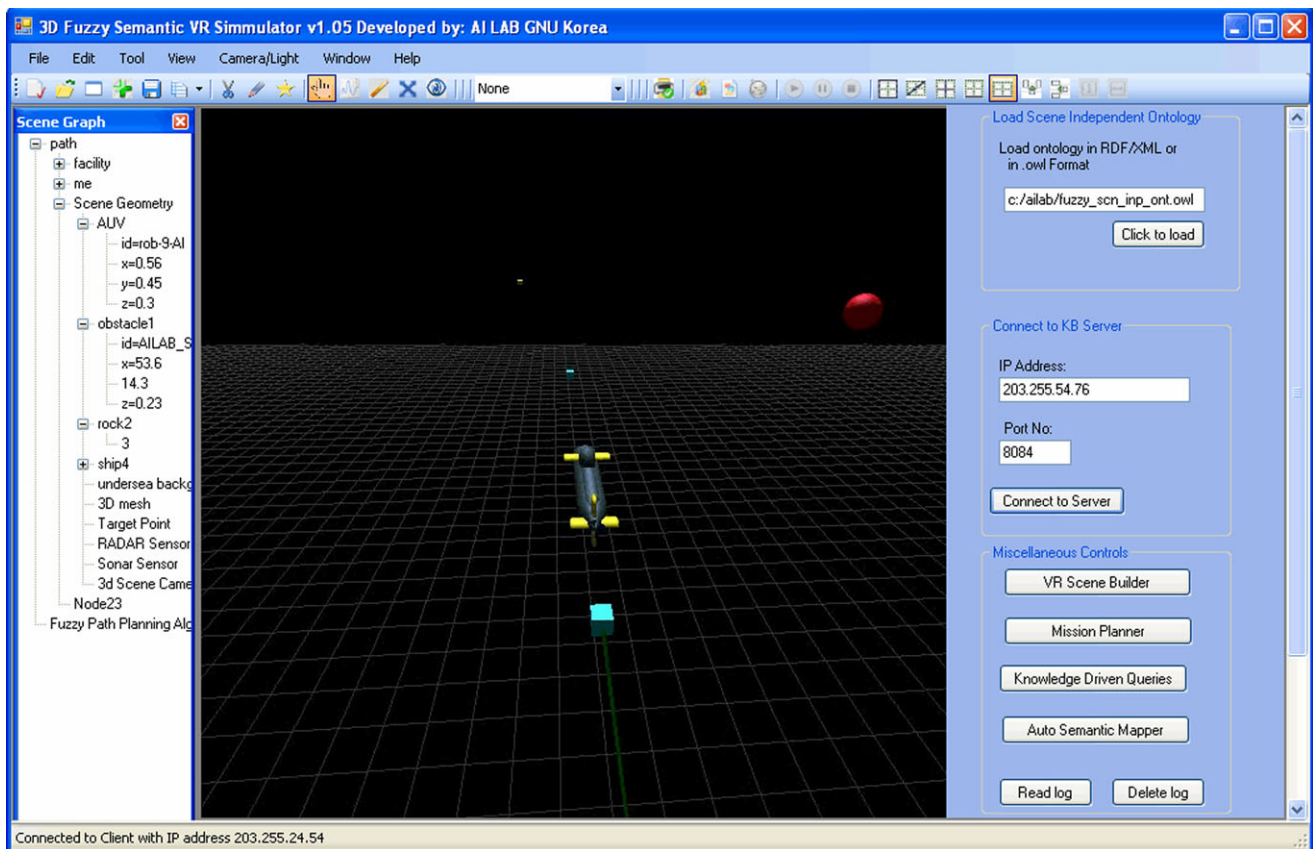 3D Fuzzy Semantic VR Simmulator v1.05 Developed by: AI LAB GNU Korea
File Edit Tool View Camera/Light Window Help
None
Scene Graph
path
facility
me
Scene Geometry
AUV
id=rob-9-AI
x=0.56
y=0.45
z=0.3
obstacle1
id=AILAB_S
x=53.6
14.3
z=0.23
rock2
3
ship4
undersea backg
3D mesh
Target Point
RADAR Sensor
Sonar Sensor
3d Scene Came
Node23
Fuzzy Path Planning Alg
Load Scene Independent Ontology
Load ontology in RDF/XML or
in .owl Format
c:/ailab/fuzzy_scn_inp_ont.owl
Click to load
Connect to KB Server
IP Address:
203.255.54.76
Port No:
8084
Connect to Server
Miscellaneous Controls
VR Scene Builder
Mission Planner
Knowledge Driven Queries
Auto Semantic Mapper
Read log Delete log
Connected to Client with IP address 203.255.24.54